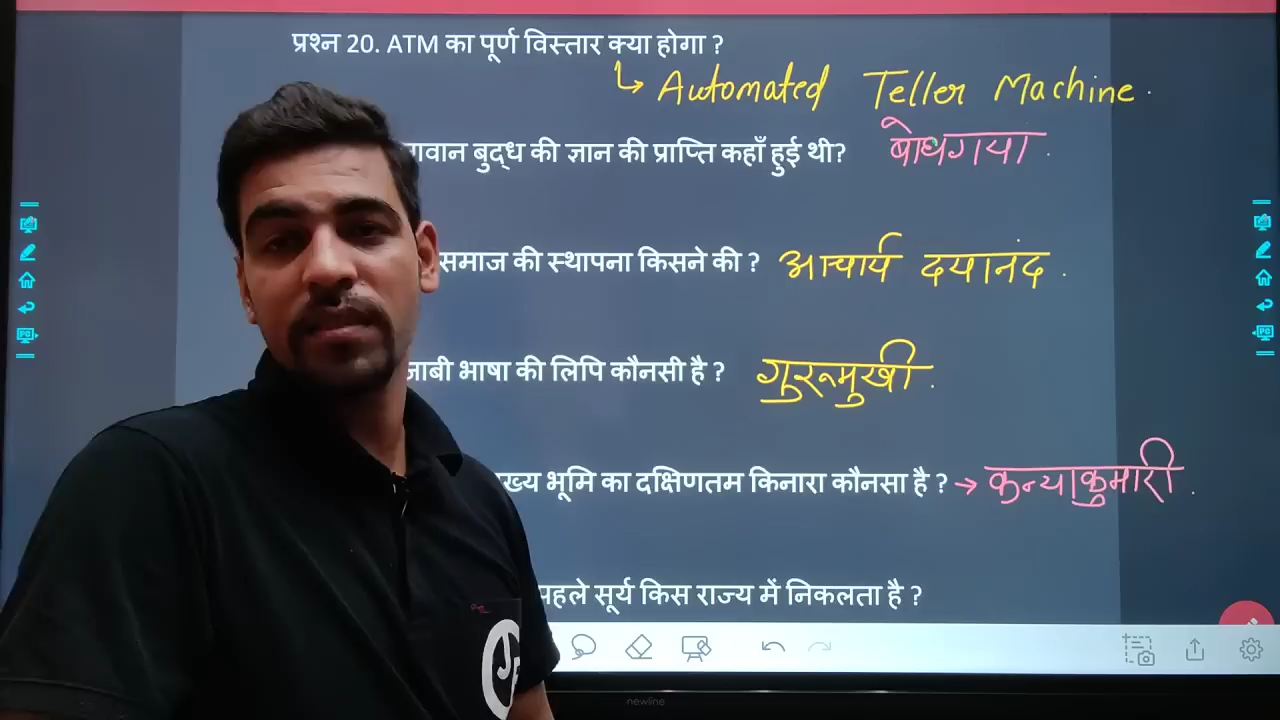 प्रश्न 20. ATM का पूर्ण विस्तार क्या होगा ?
Automated Teller Machine .
बुद्ध की ज्ञान की प्राप्ति कहाँ हुई थी? बोधगया .
समाज की स्थापना किसने की ? आचार्य दयानंद .
भाषा की लिपि कौनसी है ? गुरूमुखी .
भूमि का दक्षिणतम किनारा कौनसा है ? → कन्याकुमारी .
पहले सूर्य किस राज्य में निकलता है ?
newline